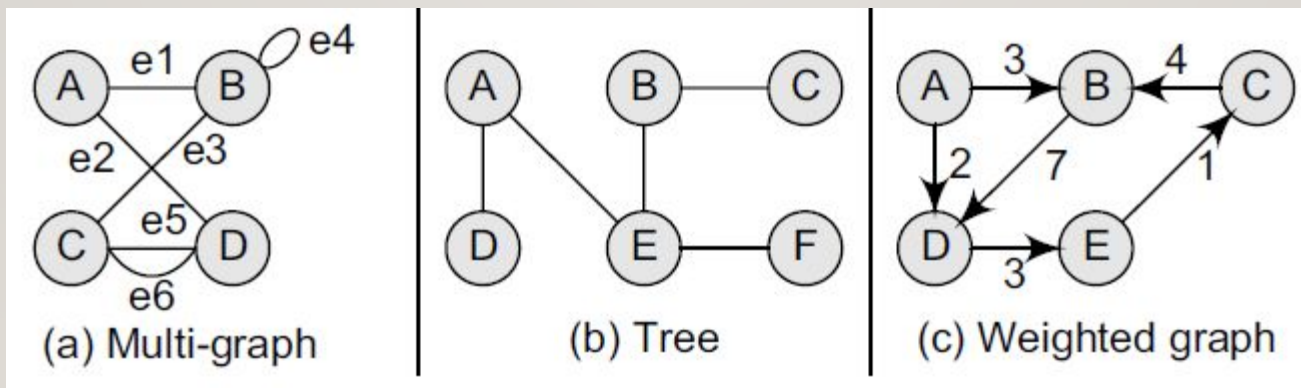 A e1 B e4
e2 e3
C e5 D
e6
(a) Multi-graph
A B C
D E F
(b) Tree
A 3 B 4 C
2 7 1
D 3 E
(c) Weighted graph